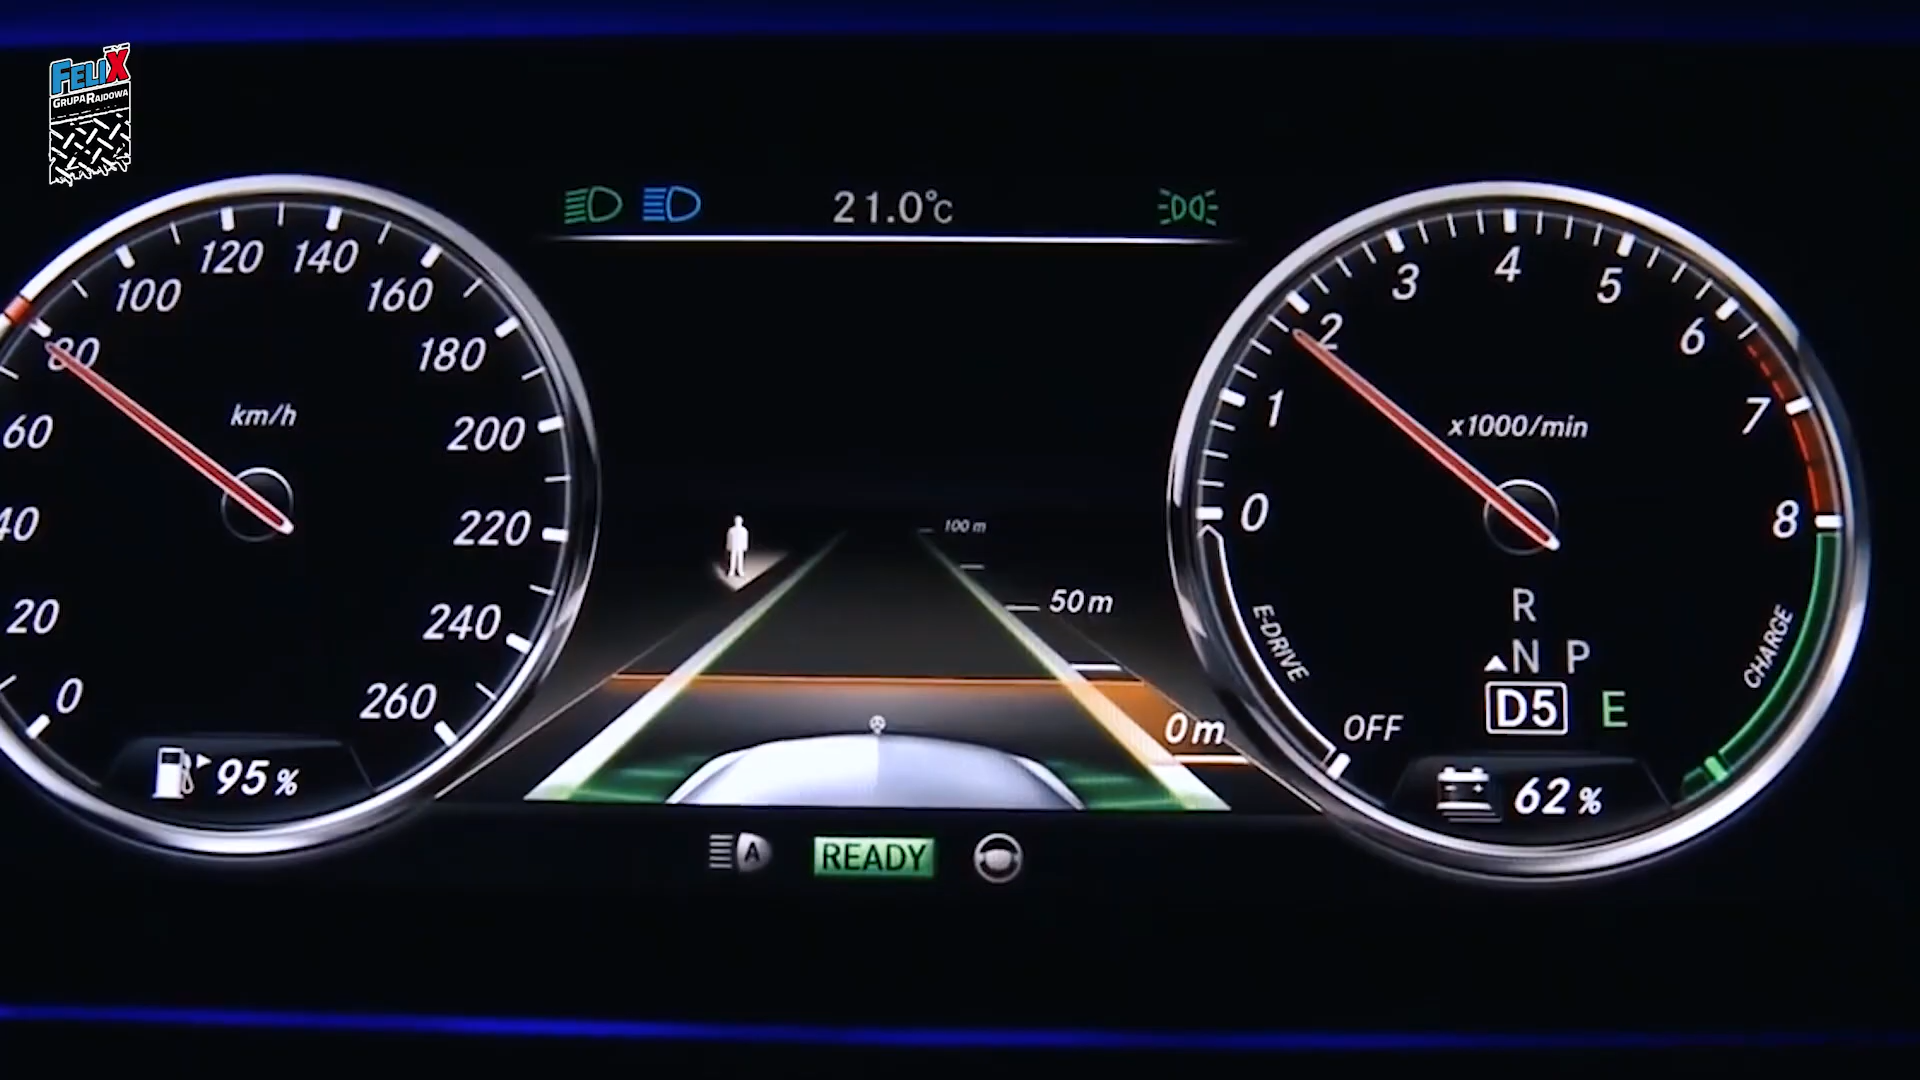 FELIX
GRUPA RAJDOWA
21.0°C
0
20
40
60
80
100
120
140
160
180
200
220
240
260
km/h
95%
100 m
50 m
0 m
A
READY
0
1
2
3
4
5
6
7
8
x1000/min
E-DRIVE
OFF
CHARGE
R
N P
D5 E
62%